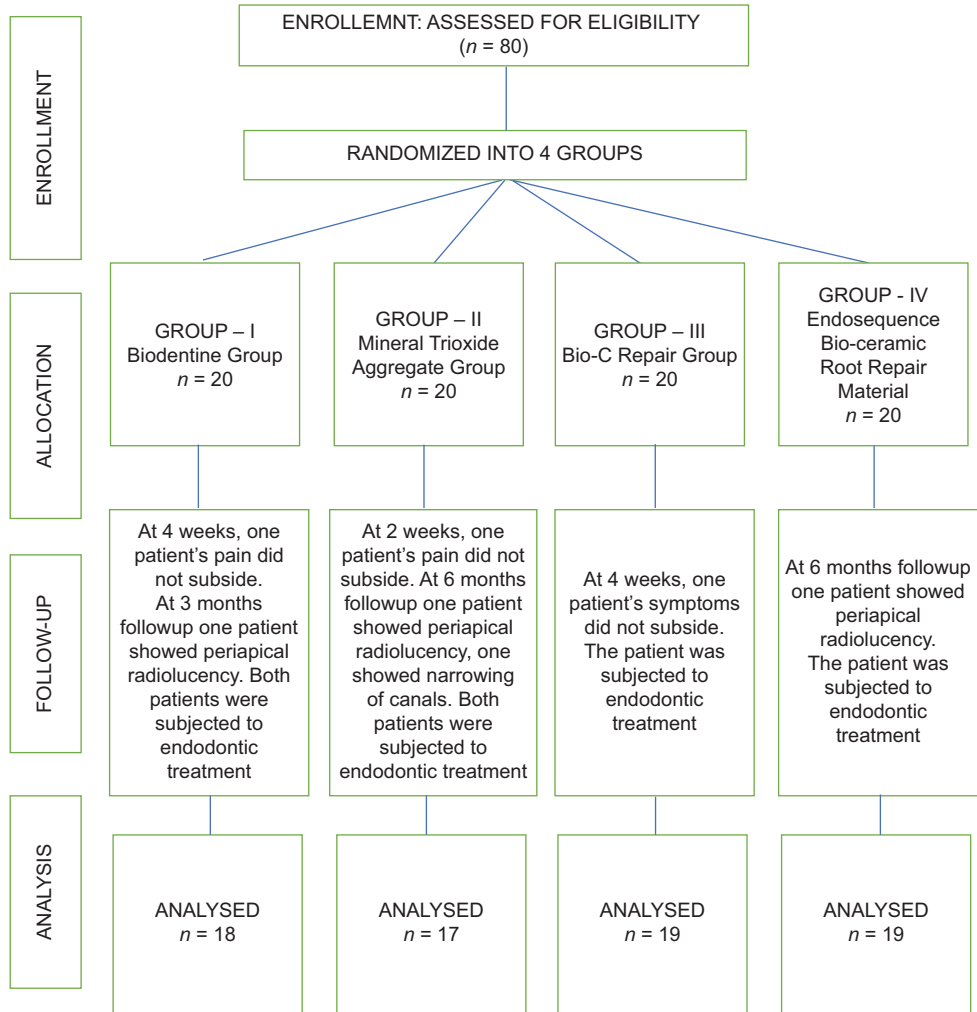 ENROLLMENT
ENROLLEMNT: ASSESSED FOR ELIGIBILITY
(n = 80)
RANDOMIZED INTO 4 GROUPS
ALLOCATION
GROUP – I
Biodentine Group
n = 20
GROUP – II
Mineral Trioxide
Aggregate Group
n = 20
GROUP – III
Bio-C Repair Group
n = 20
GROUP - IV
Endosequence
Bio-ceramic
Root Repair
Material
n = 20
FOLLOW-UP
At 4 weeks, one
patient’s pain did
not subside.
At 3 months
followup one patient
showed periapical
radiolucency. Both
patients were
subjected to
endodontic
treatment
At 2 weeks, one
patient’s pain did not
subside. At 6 months
followup one patient
showed periapical
radiolucency, one
showed narrowing
of canals. Both
patients were
subjected to
endodontic treatment
At 4 weeks, one
patient’s symptoms
did not subside.
The patient was
subjected to
endodontic
treatment
At 6 months followup
one patient showed
periapical
radiolucency.
The patient was
subjected to
endodontic
treatment
ANALYSIS
ANALYSED
n = 18
ANALYSED
n = 17
ANALYSED
n = 19
ANALYSED
n = 19